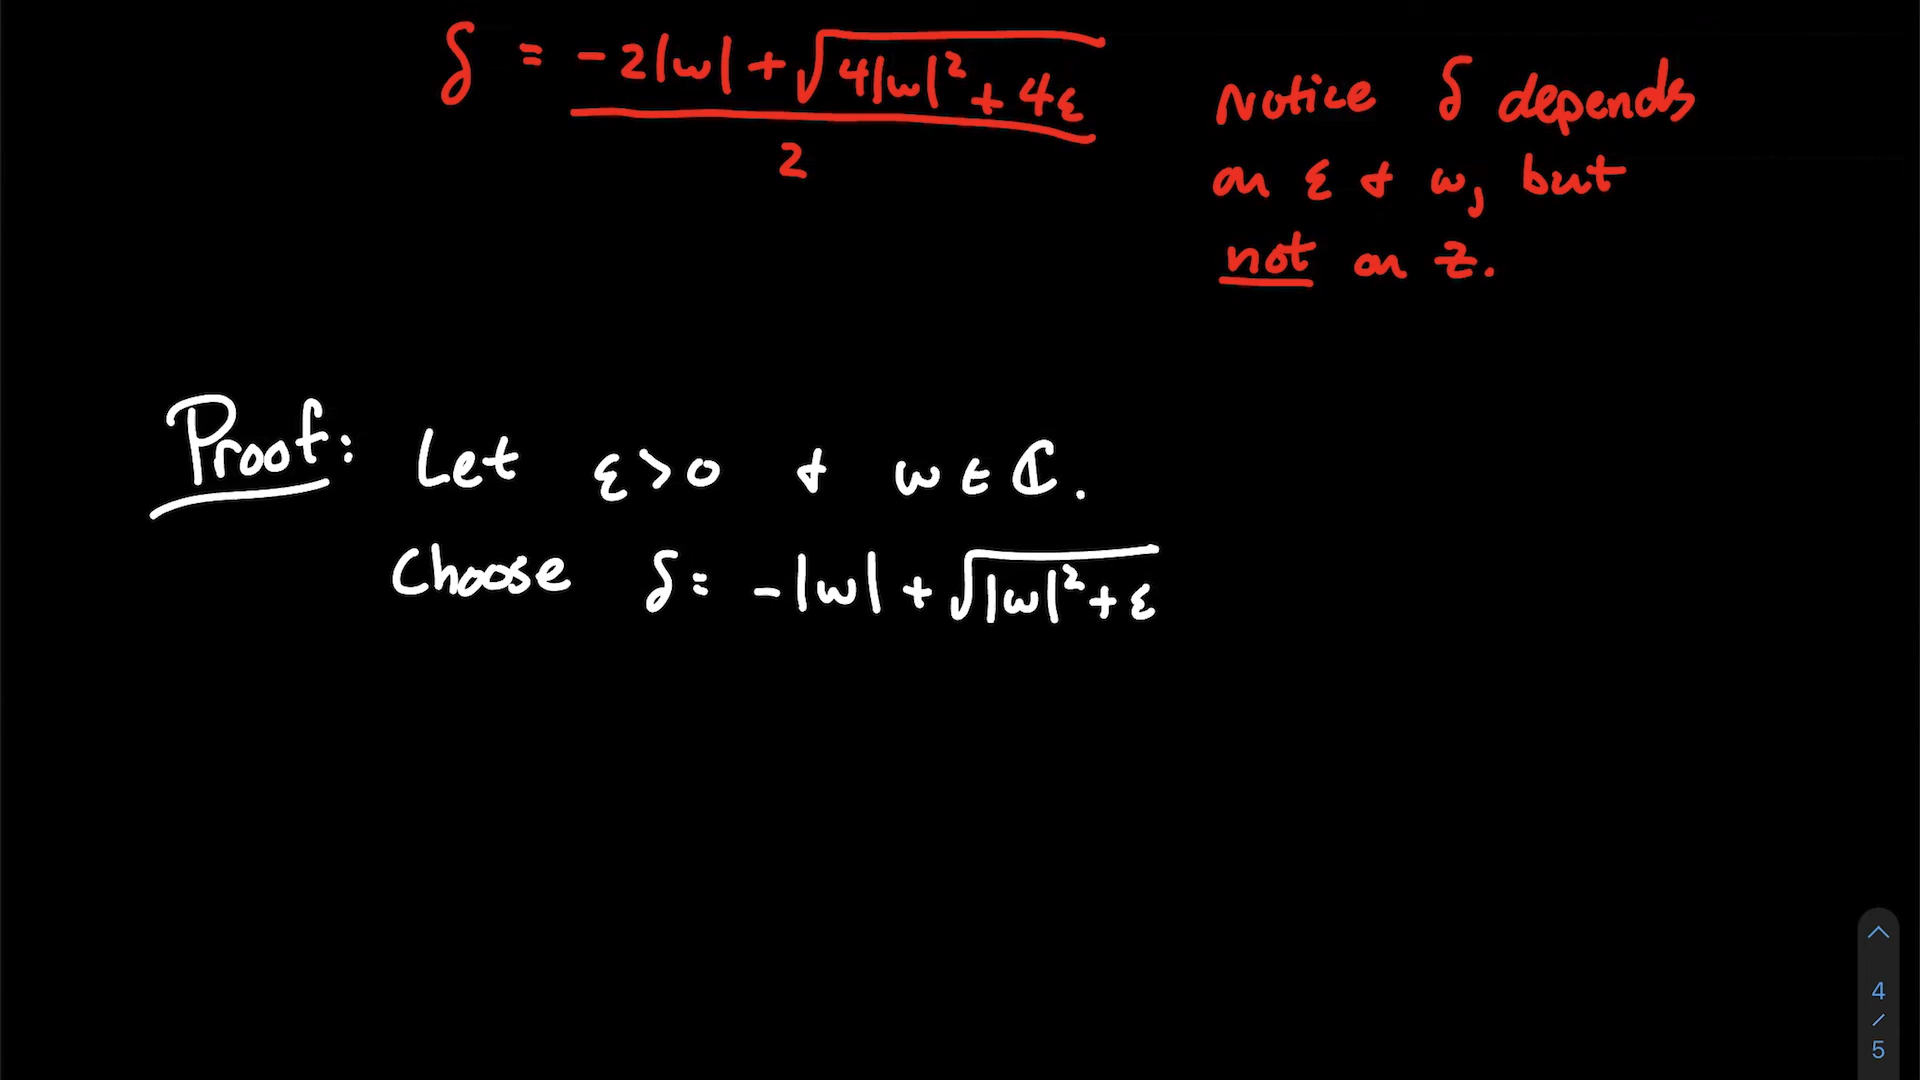 δ = (-2|w| + √(4|w|² + 4ε)) / 2
Notice δ depends
on ε & w, but
not on z.
Proof: Let ε > 0 & w ∈ ℂ.
Choose δ = -|w| + √(|w|² + ε)
4
/
5